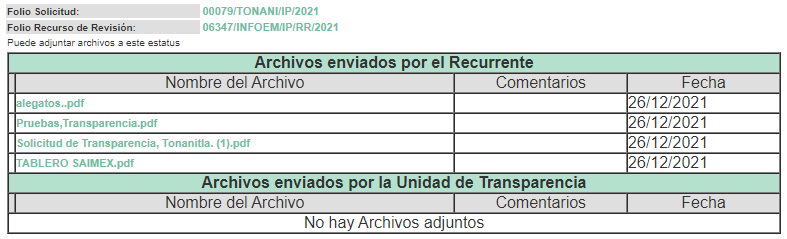 Folio Solicitud: 00079/TONANI/IP/2021
Folio Recurso de Revisión: 06347/INFOEM/IP/RR/2021
Puede adjuntar archivos a este estatus
Archivos enviados por el Recurrente
Nombre del Archivo Comentarios Fecha
alegatos..pdf 26/12/2021
Pruebas,Transparencia.pdf 26/12/2021
Solicitud de Transparencia, Tonanitla. (1).pdf 26/12/2021
TABLERO SAIMEX.pdf 26/12/2021
Archivos enviados por la Unidad de Transparencia
Nombre del Archivo Comentarios Fecha
No hay Archivos adjuntos